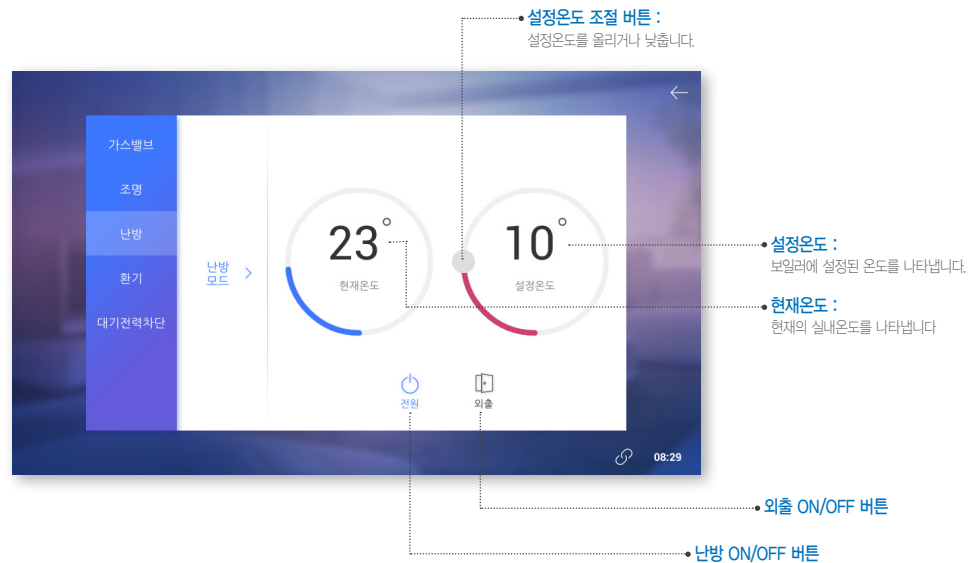 설정온도 조절 버튼 :
설정온도를 올리거나 낮춥니다.
가스밸브
조명
난방
환기
대기전력차단
난방
모드
23°
현재온도
10°
설정온도
전원
외출
08:29
설정온도 :
보일러에 설정된 온도를 나타냅니다.
현재온도 :
현재의 실내온도를 나타냅니다
외출 ON/OFF 버튼
난방 ON/OFF 버튼